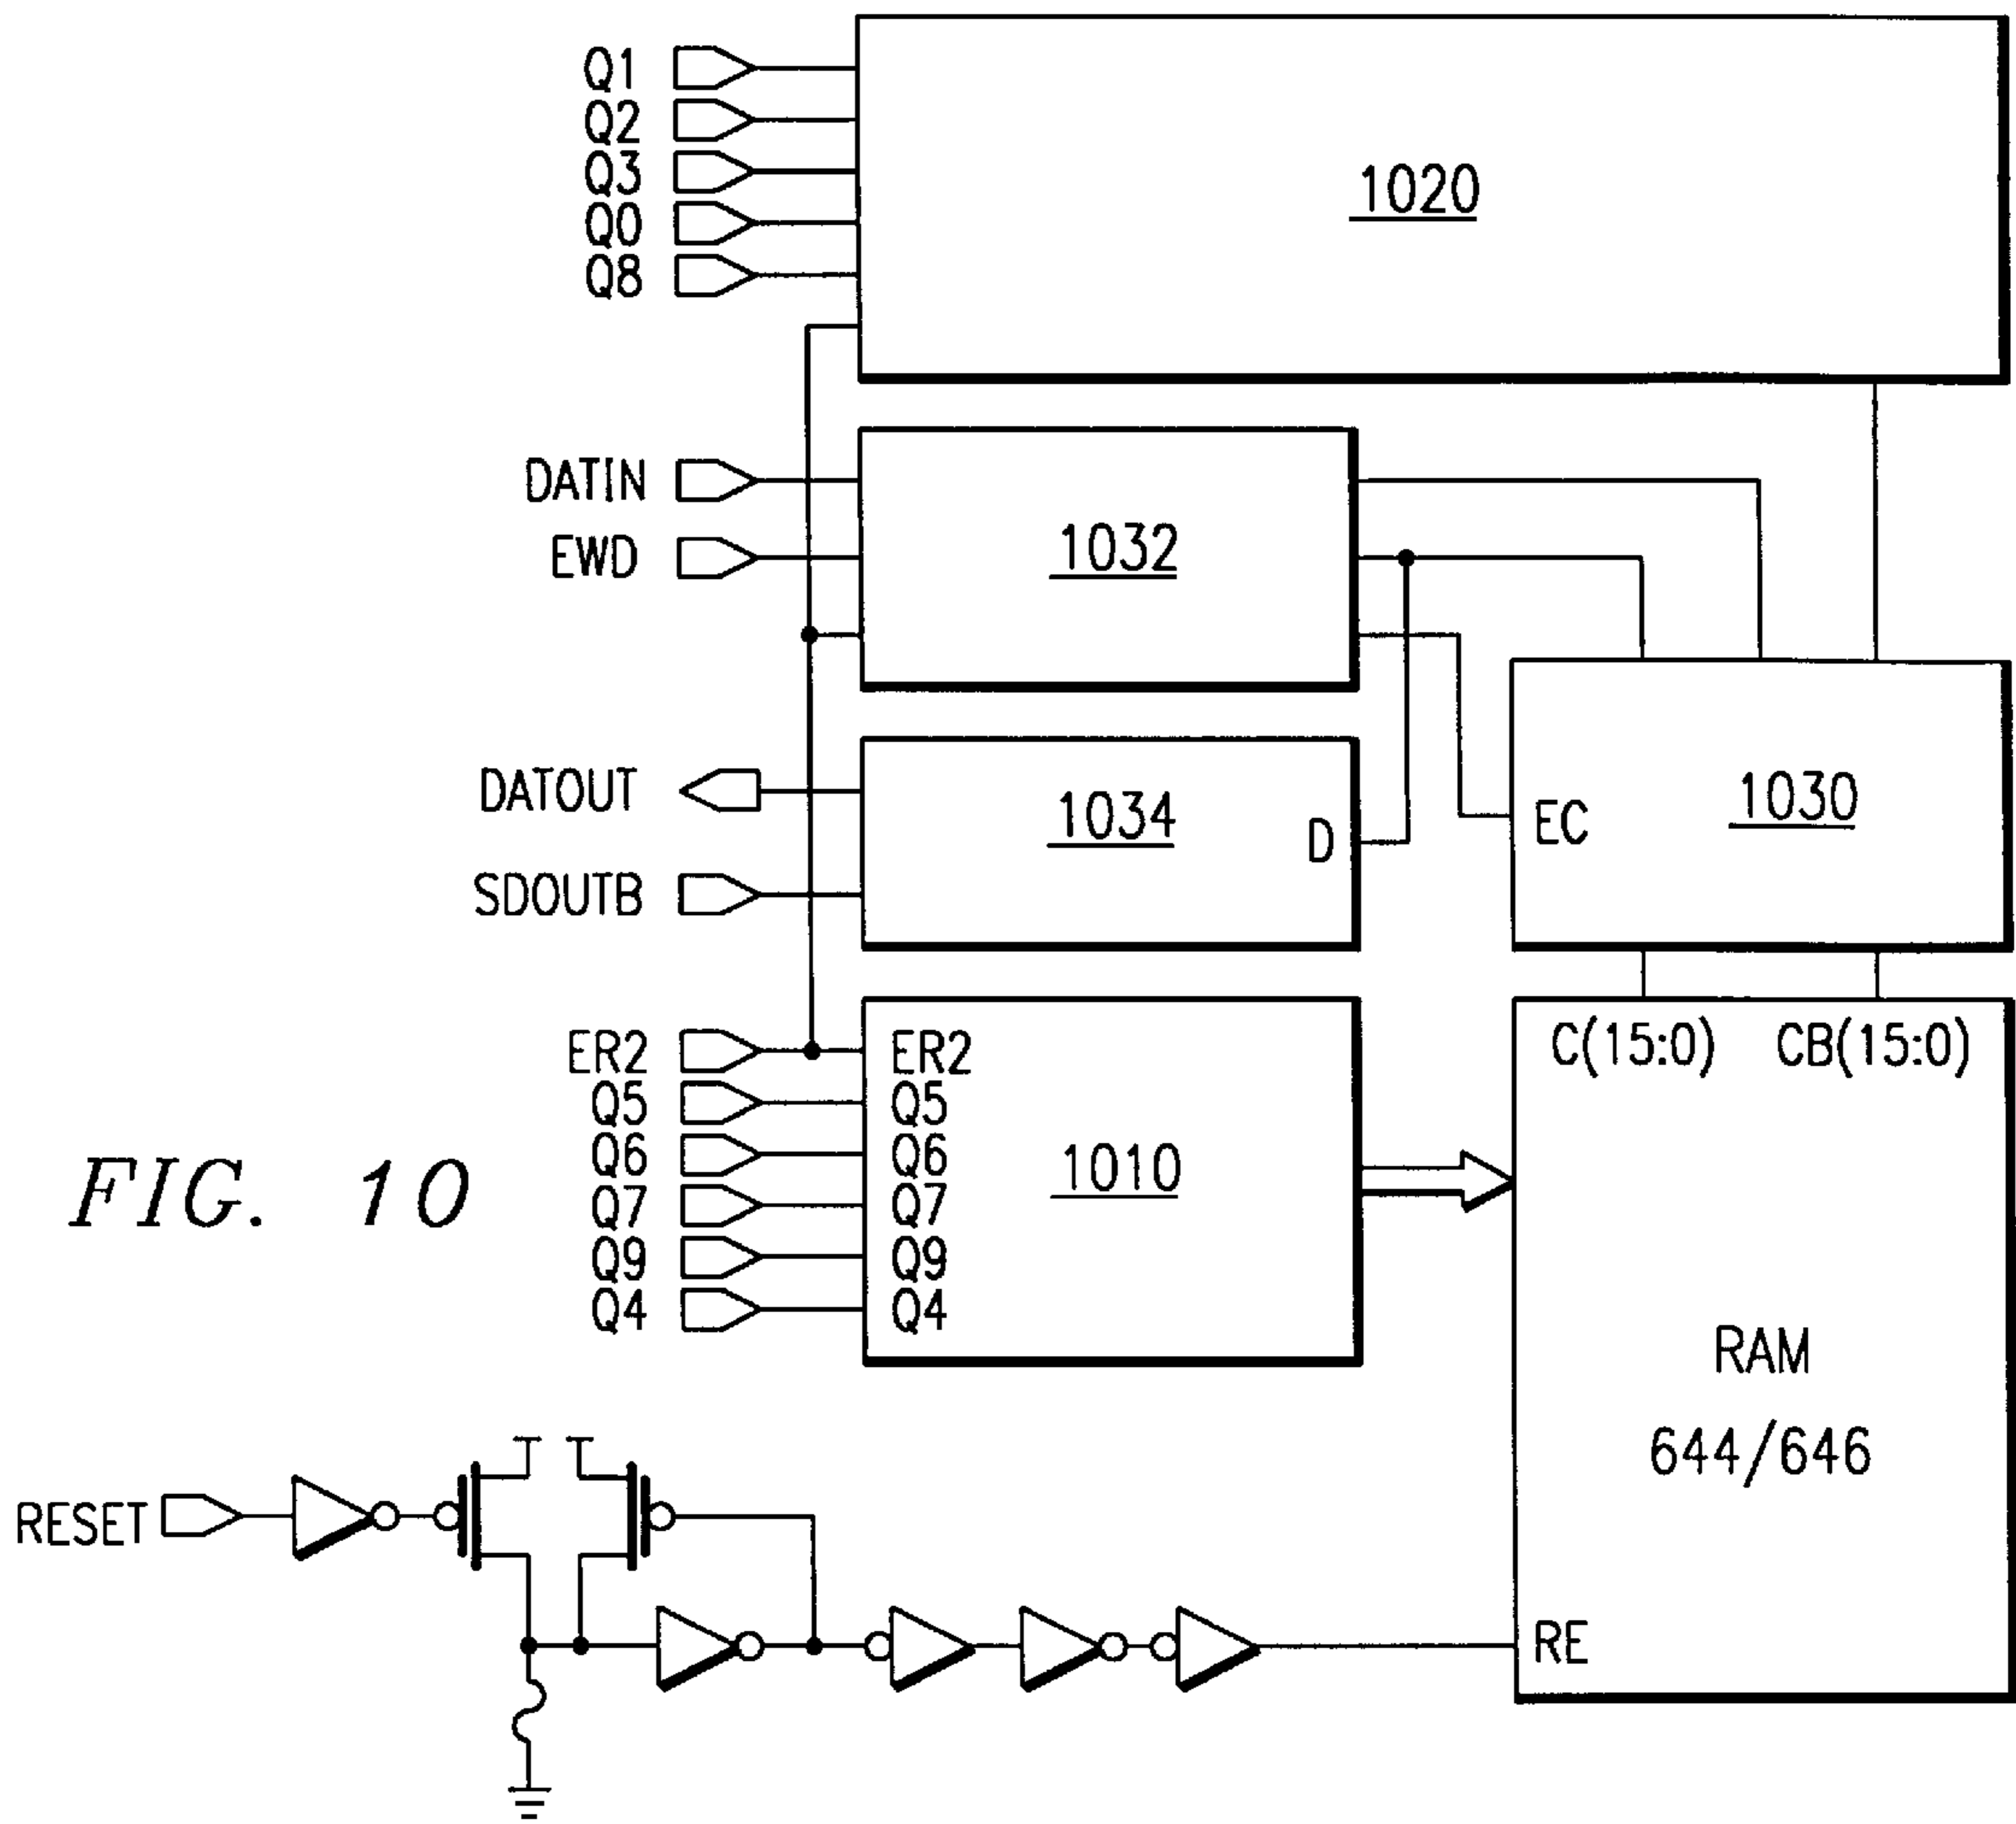 Q1
Q2
Q3
Q0
Q8
1020
DATIN
EWD
1032
DATOUT
SDOUTB
1034
D
EC
1030
ER2
Q5
Q6
Q7
Q9
Q4
ER2
Q5
Q6
Q7
Q9
Q4
1010
C(15:0)
CB(15:0)
RAM
644/646
RE
RESET
FIG. 10